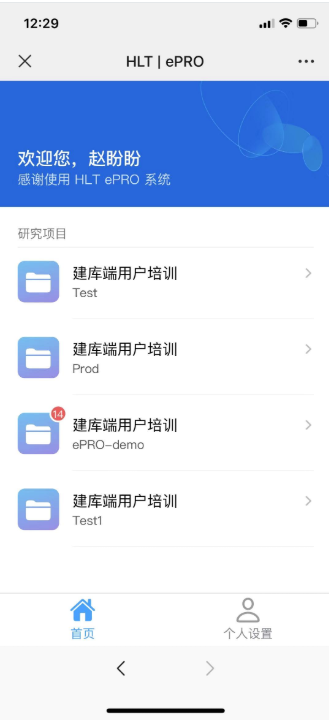 12:29
HLT | ePRO
欢迎您，赵盼盼
感谢使用 HLT ePRO 系统
研究项目
建库端用户培训
Test
建库端用户培训
Prod
14
建库端用户培训
ePRO-demo
建库端用户培训
Test1
首页
个人设置